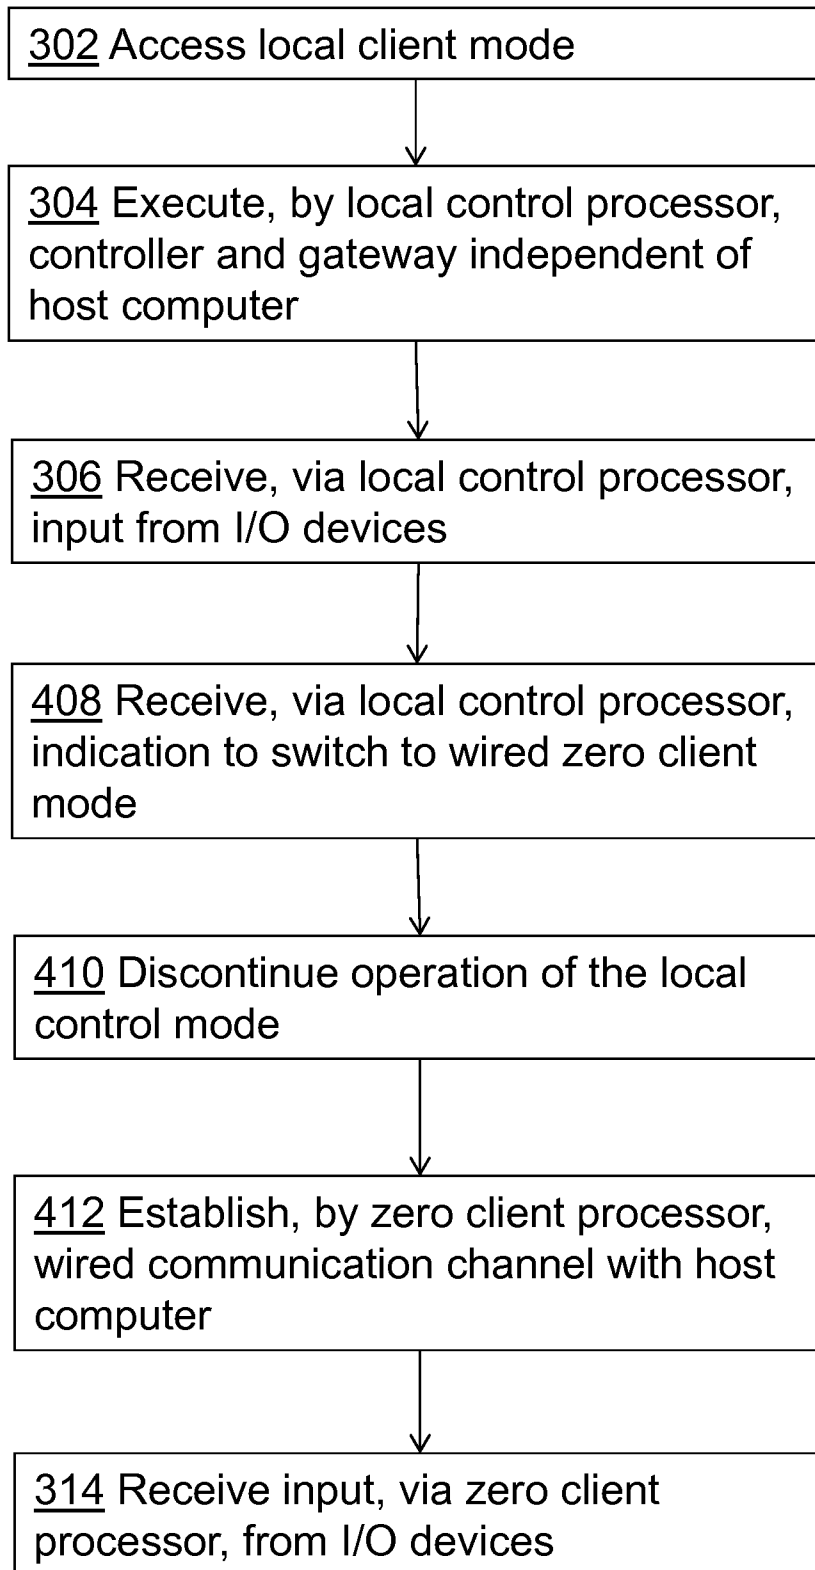 302 Access local client mode
304 Execute, by local control processor,
controller and gateway independent of
host computer
306 Receive, via local control processor,
input from I/O devices
408 Receive, via local control processor,
indication to switch to wired zero client
mode
410 Discontinue operation of the local
control mode
412 Establish, by zero client processor,
wired communication channel with host
computer
314 Receive input, via zero client
processor, from I/O devices